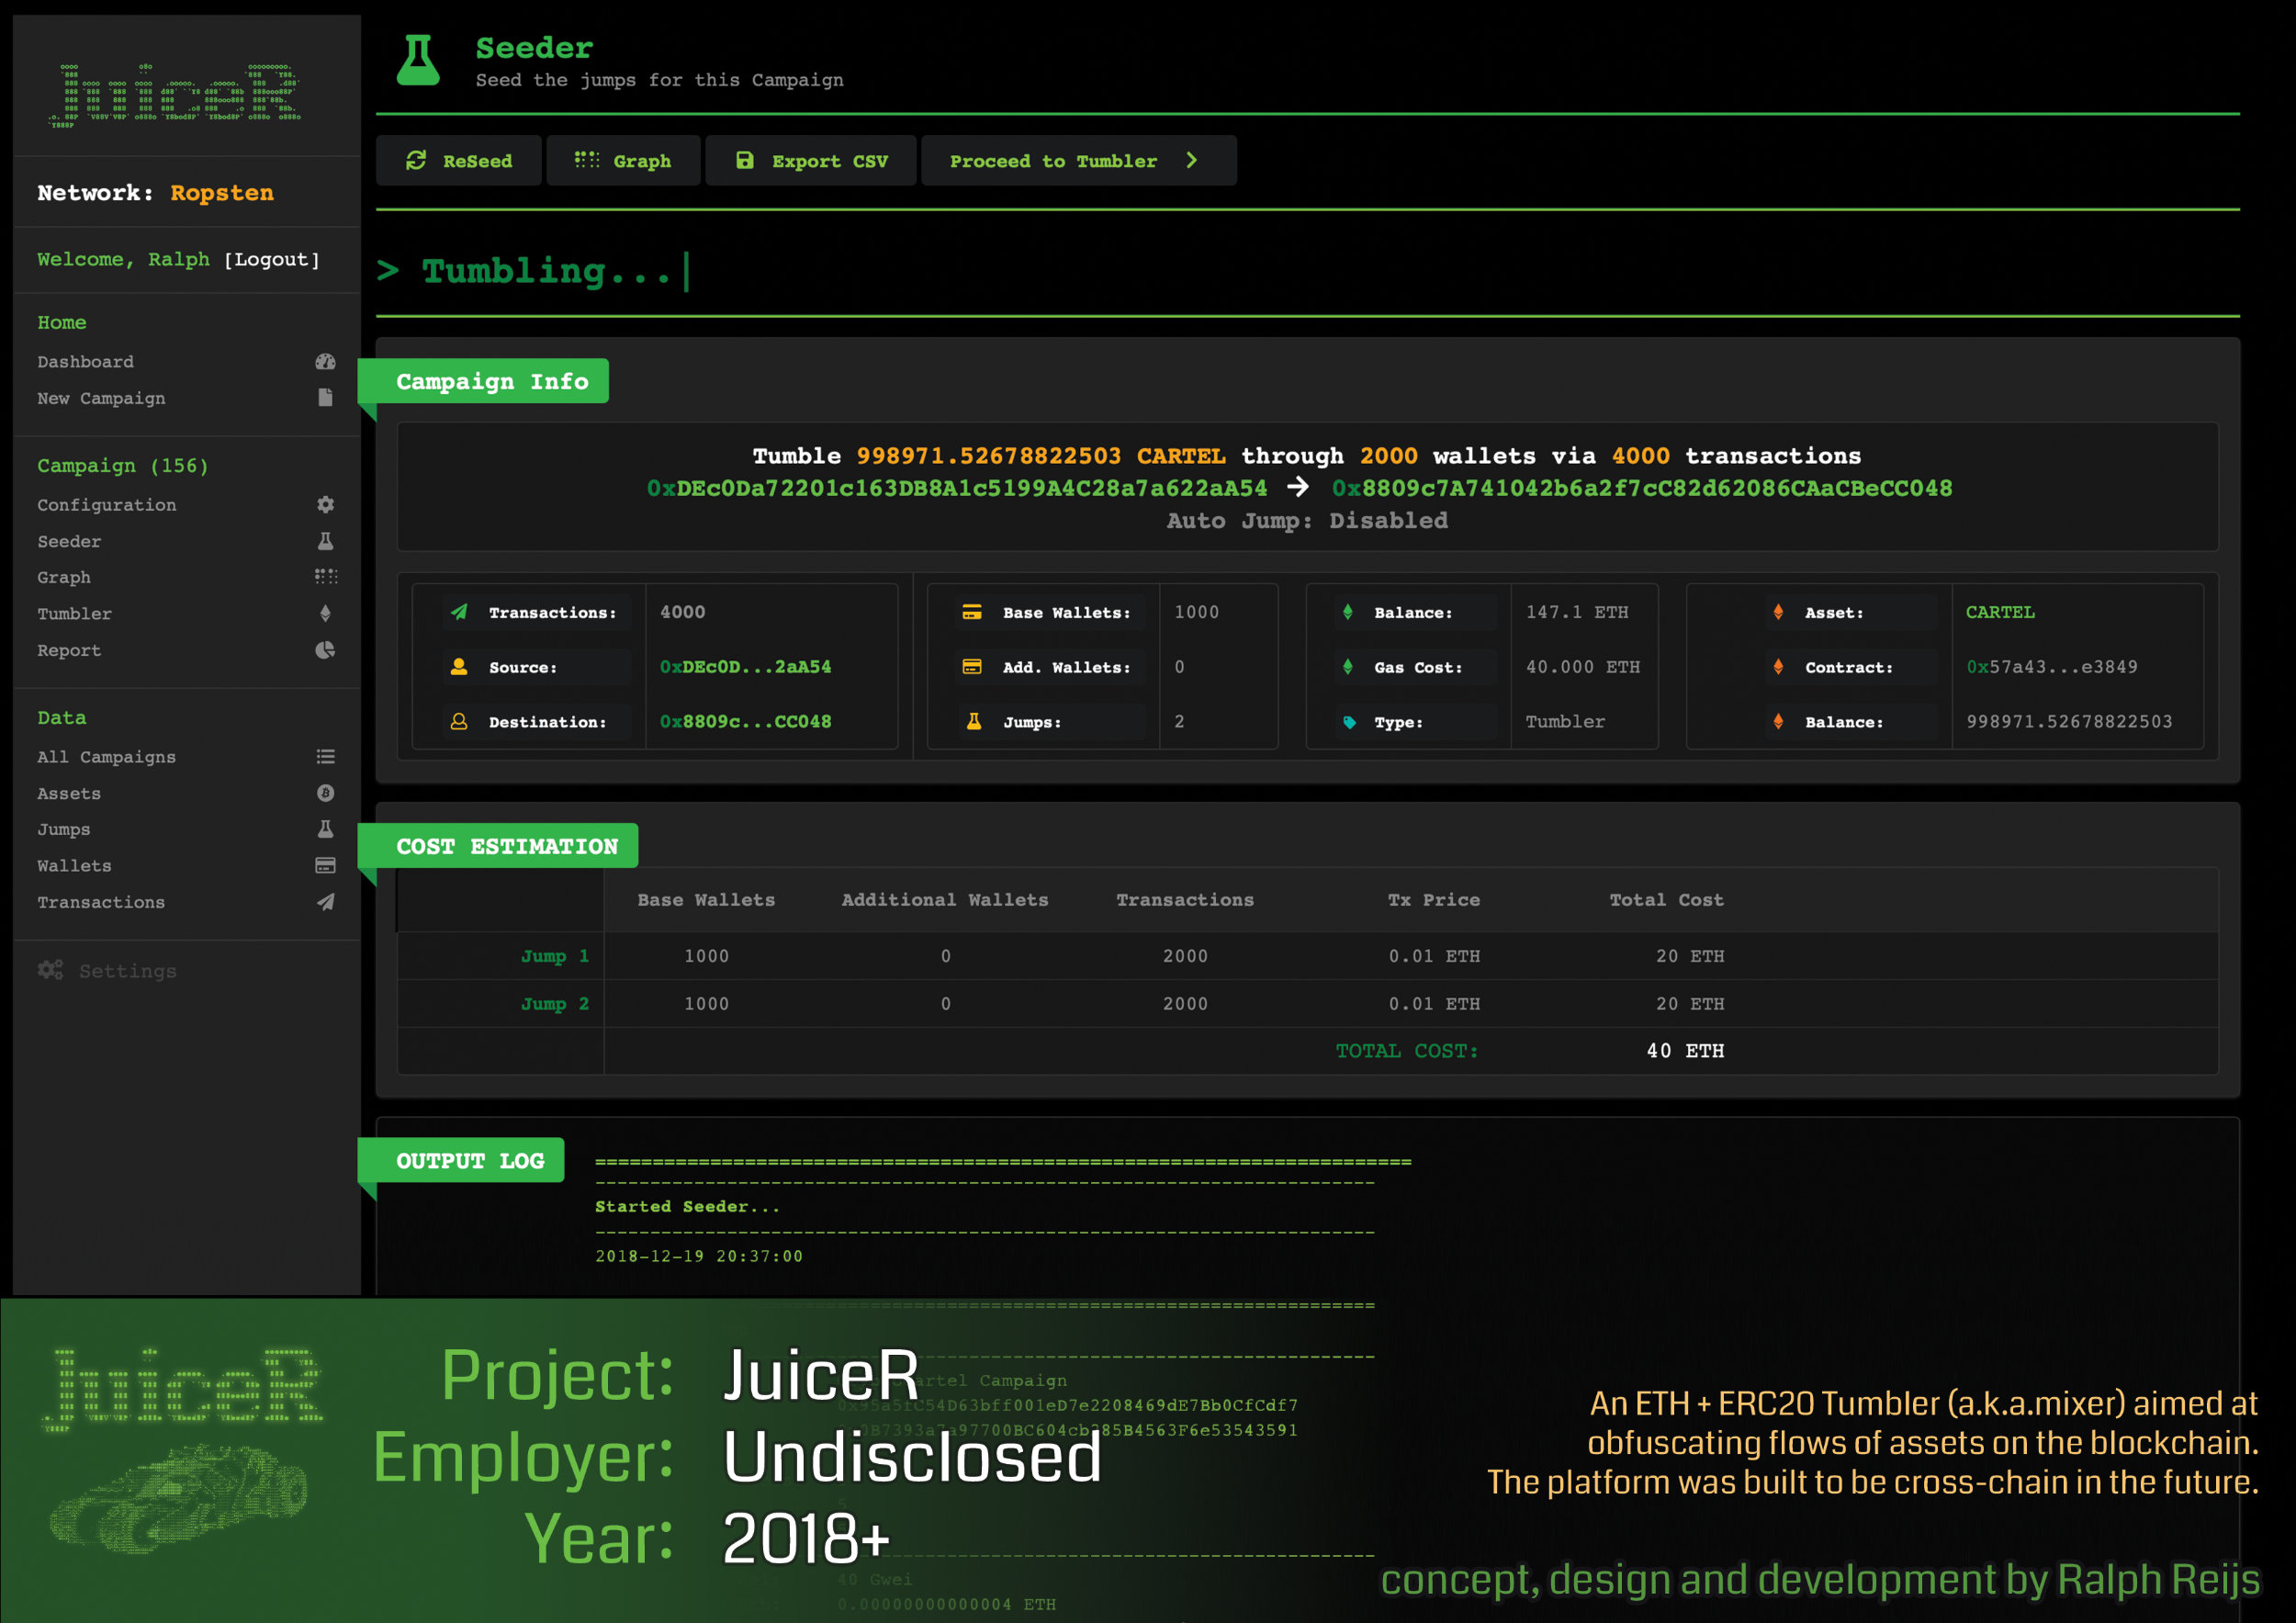 JuiceR
Network: Ropsten
Welcome, Ralph [Logout]
Home
Dashboard
New Campaign
Campaign (156)
Configuration
Seeder
Graph
Tumbler
Report
Data
All Campaigns
Assets
Jumps
Wallets
Transactions
Settings
Seeder
Seed the jumps for this Campaign
ReSeed Graph Export CSV Proceed to Tumbler
> Tumbling...|
Campaign Info
Tumble 998971.52678822503 CARTEL through 2000 wallets via 4000 transactions
0xDEc0Da72201c163DB8A1c5199A4C28a7a622aA54 → 0x8809c7A741042b6a2f7cC82d62086CAaCBeCC048
Auto Jump: Disabled
Transactions: 4000 Base Wallets: 1000 Balance: 147.1 ETH Asset: CARTEL
Source: 0xDEc0D...2aA54 Add. Wallets: 0 Gas Cost: 40.000 ETH Contract: 0x57a43...e3849
Destination: 0x8809c...CC048 Jumps: 2 Type: Tumbler Balance: 998971.52678822503
COST ESTIMATION
Base Wallets Additional Wallets Transactions Tx Price Total Cost
Jump 1 1000 0 2000 0.01 ETH 20 ETH
Jump 2 1000 0 2000 0.01 ETH 20 ETH
TOTAL COST: 40 ETH
OUTPUT LOG
Started Seeder...
2018-12-19 20:37:00
Campaign
40 Gwei
0.00000000000004 ETH
JuiceR
Project: JuiceR
Employer: Undisclosed
Year: 2018+
An ETH + ERC20 Tumbler (a.k.a.mixer) aimed at
obfuscating flows of assets on the blockchain.
The platform was built to be cross-chain in the future.
concept, design and development by Ralph Reijs